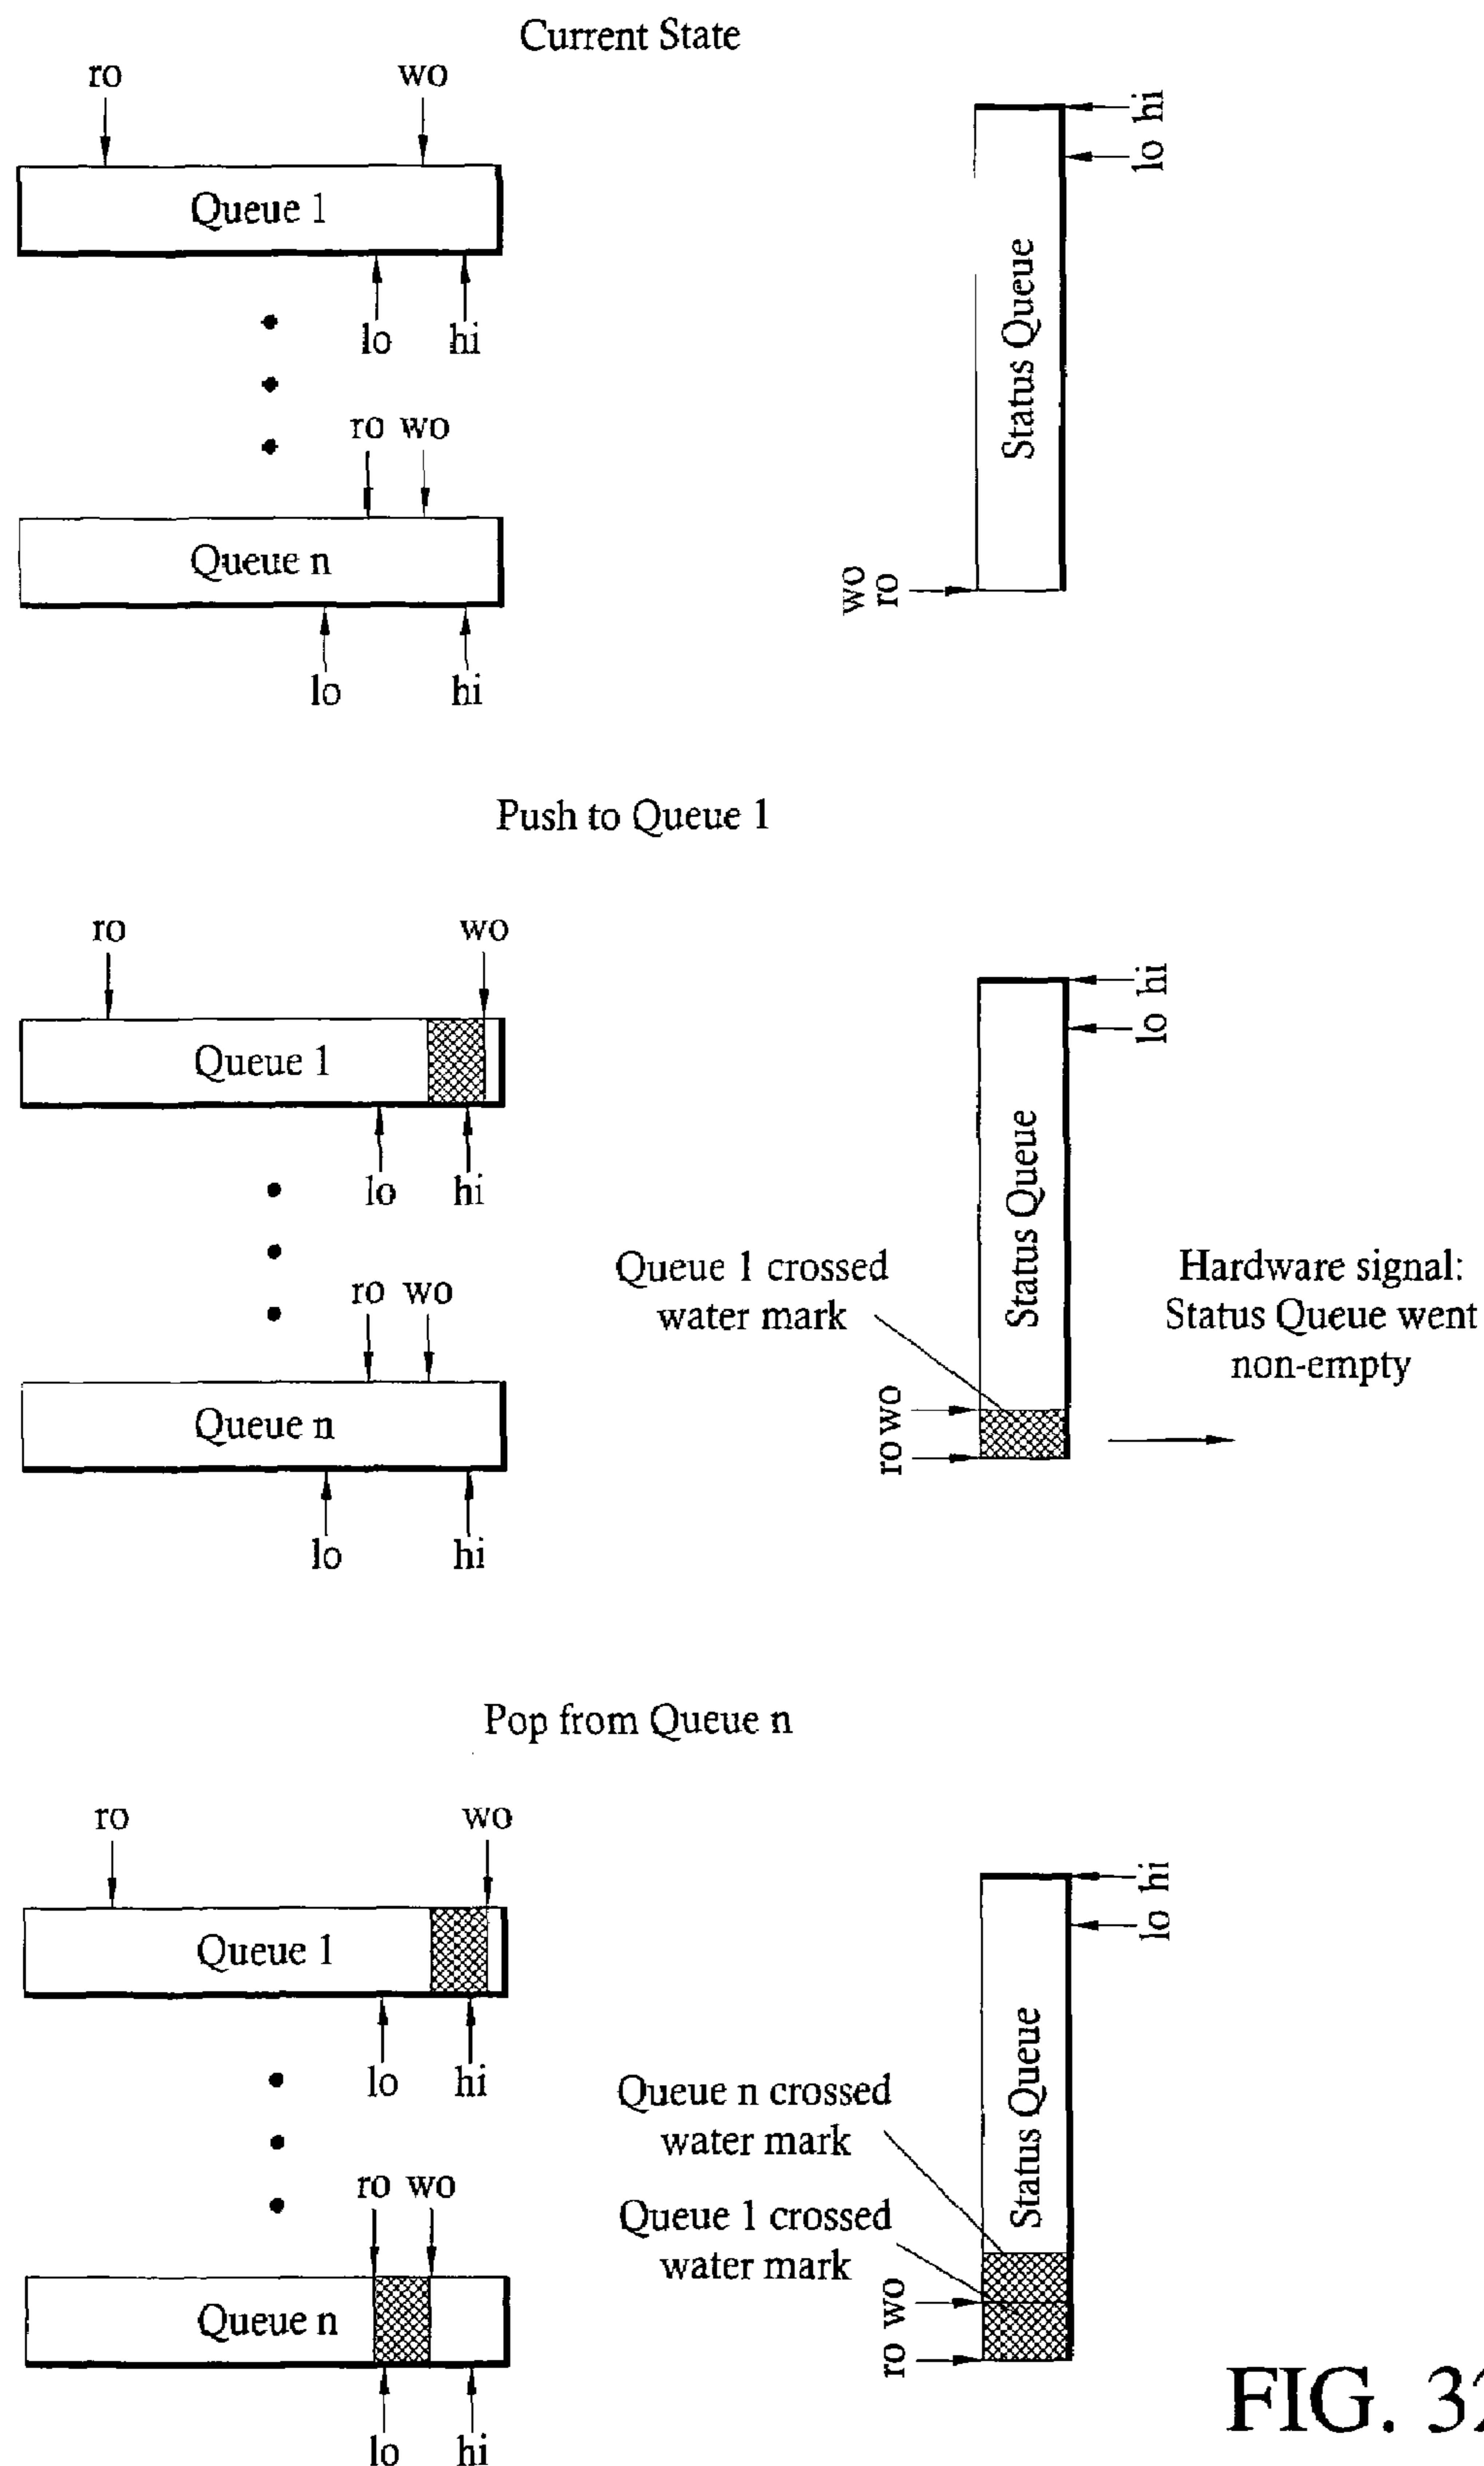 Current State
ro wo
Queue 1
lo hi
ro wo
Queue n
lo hi
lo hi
Status Queue
wo
ro
Push to Queue 1
ro wo
Queue 1
lo hi
ro wo
Queue n
lo hi
lo hi
Status Queue
Queue 1 crossed
water mark
ro wo
Hardware signal:
Status Queue went
non-empty
Pop from Queue n
ro wo
Queue 1
lo hi
ro wo
Queue n
lo hi
lo hi
Status Queue
Queue n crossed
water mark
Queue 1 crossed
water mark
ro wo
FIG. 32